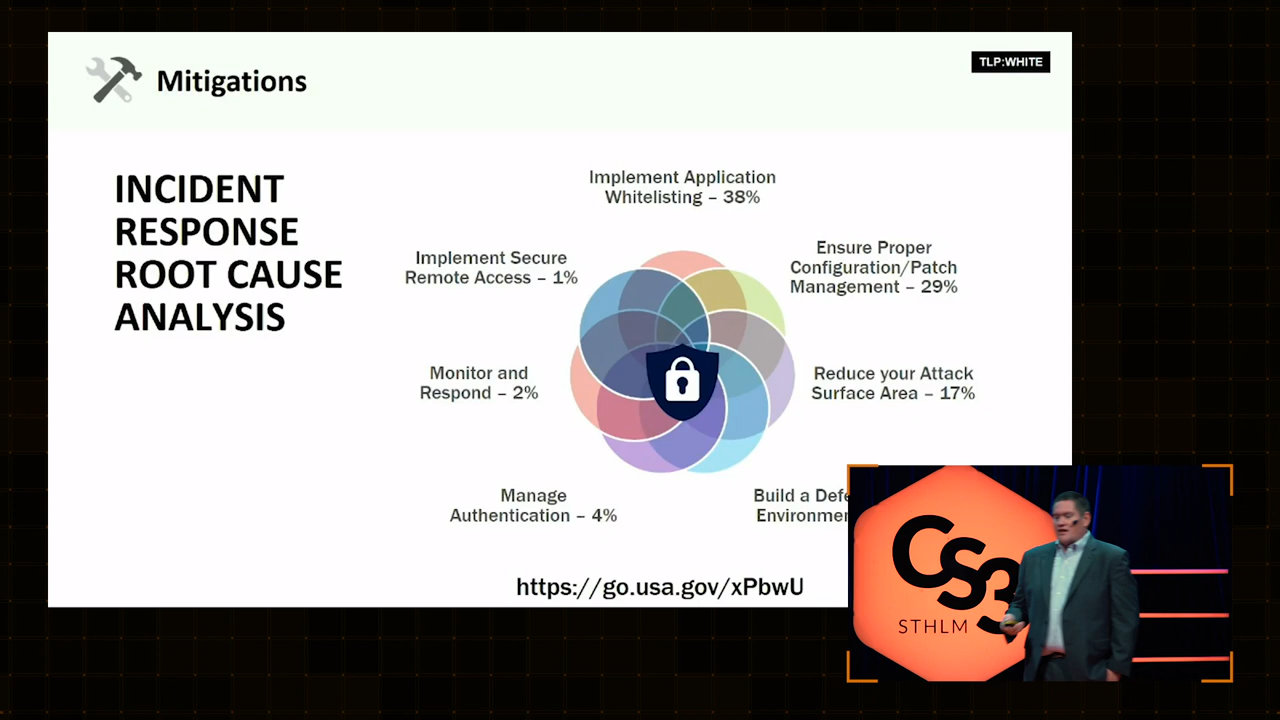 Mitigations
TLP:WHITE
INCIDENT
RESPONSE
ROOT CAUSE
ANALYSIS
Implement Application
Whitelisting – 38%
Ensure Proper
Configuration/Patch
Management – 29%
Implement Secure
Remote Access – 1%
Monitor and
Respond – 2%
Reduce your Attack
Surface Area – 17%
Manage
Authentication – 4%
Build a
https://go.usa.gov/xPbwU
CS3
STHLM